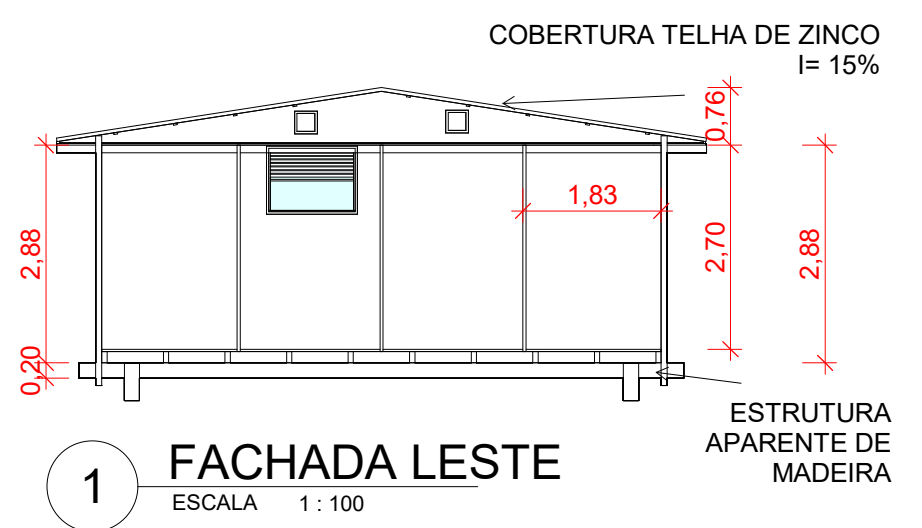 COBERTURA TELHA DE ZINCO
I= 15%
0,76
1,83
2,88
2,70
2,88
0,20
ESTRUTURA
APARENTE DE
MADEIRA
1
FACHADA LESTE
ESCALA 1 : 100